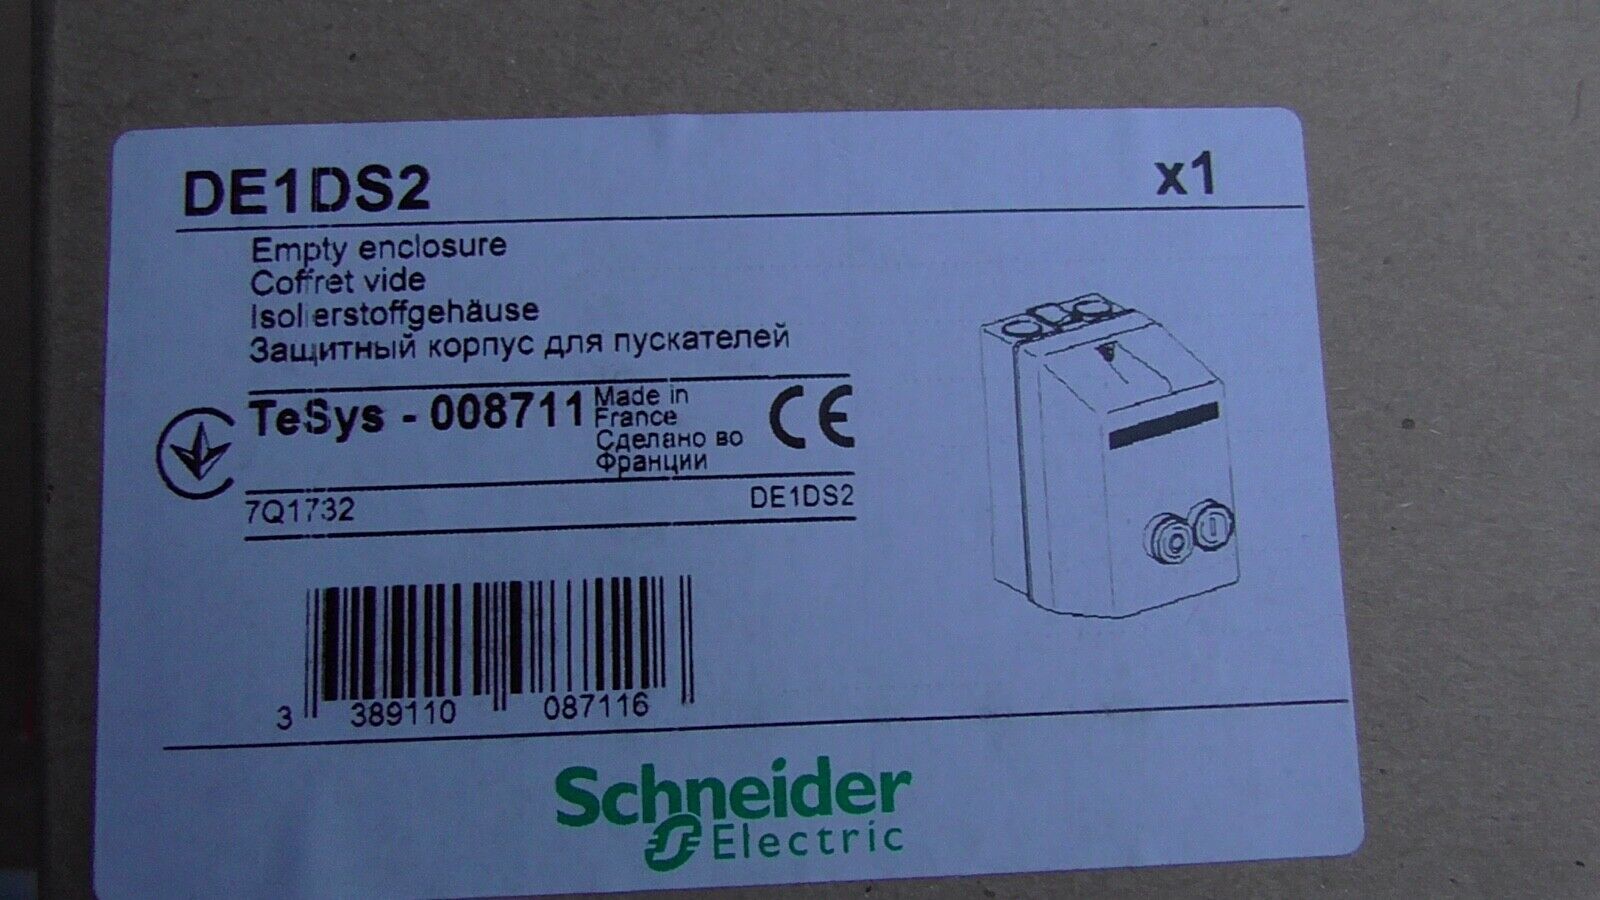 DE1DS2 x1
Empty enclosure
Coffret vide
Isolierstoffgehäuse
Защитный корпус для пускателей
TeSys - 008711
Made in
France
Сделано во
Франции
CE
7Q1732 DE1DS2
3 389110 087116
Schneider
Electric